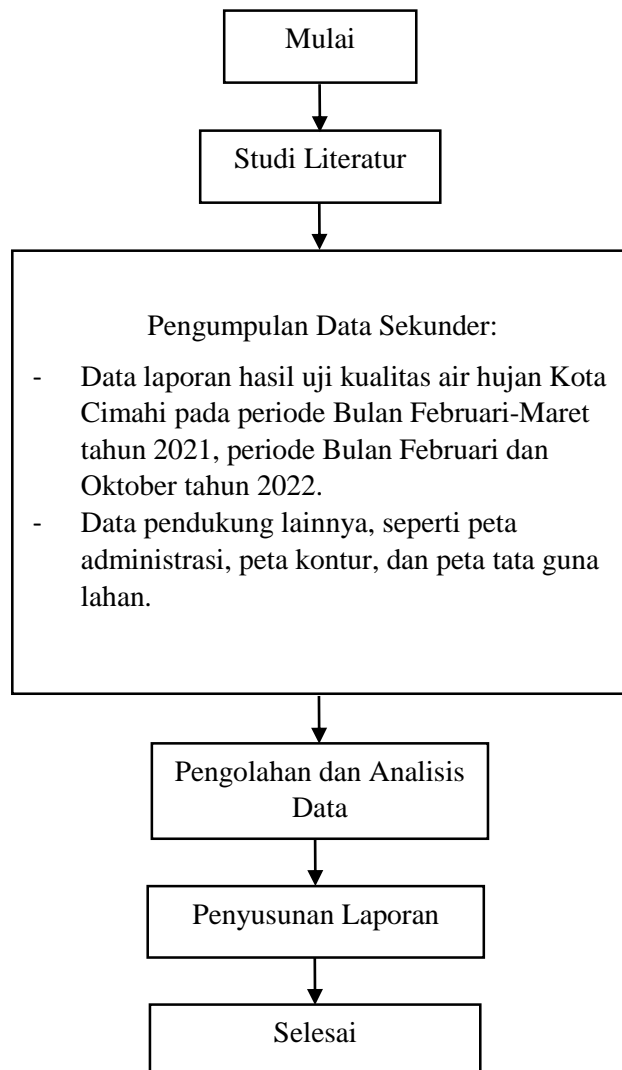 Mulai
Studi Literatur
Pengumpulan Data Sekunder:
- Data laporan hasil uji kualitas air hujan Kota
Cimahi pada periode Bulan Februari-Maret
tahun 2021, periode Bulan Februari dan
Oktober tahun 2022.
- Data pendukung lainnya, seperti peta
administrasi, peta kontur, dan peta tata guna
lahan.
Pengolahan dan Analisis
Data
Penyusunan Laporan
Selesai